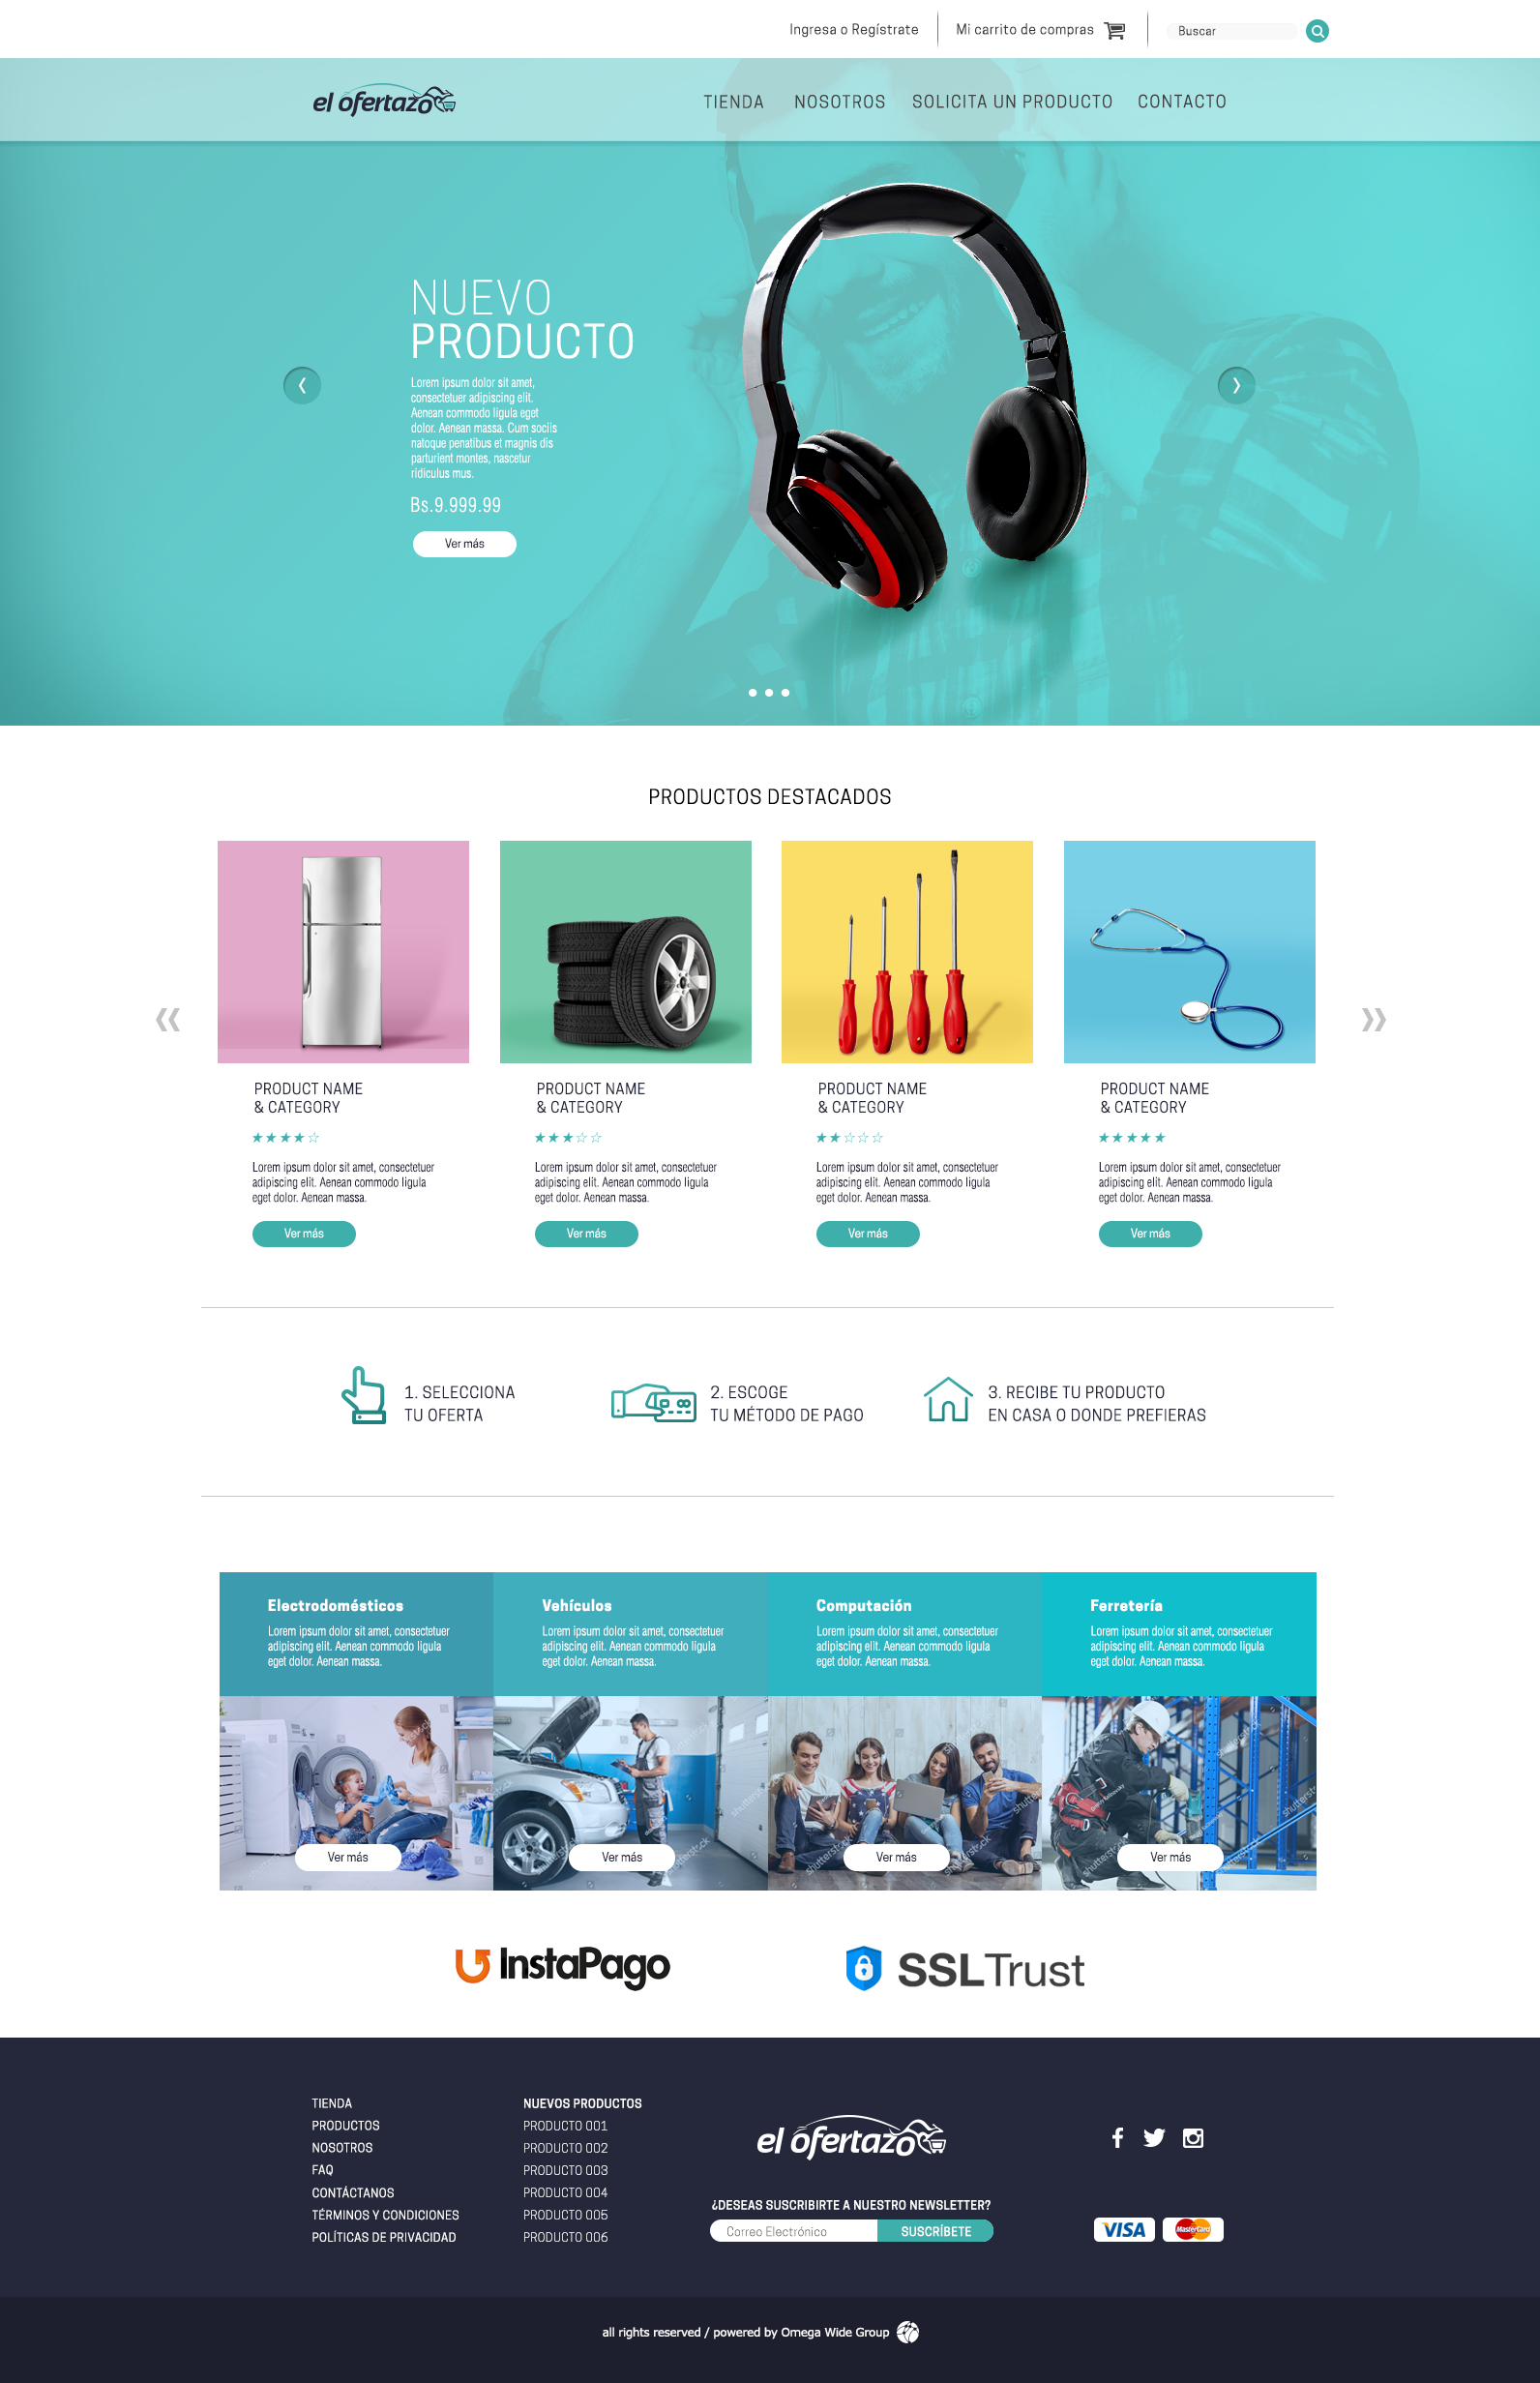 Ingresa o Regístrate
Mi carrito de compras
Buscar
el ofertazo
TIENDA
NOSOTROS
SOLICITA UN PRODUCTO
CONTACTO
NUEVO
PRODUCTO
Lorem ipsum dolor sit amet,
consectetuer adipiscing elit.
Aenean commodo ligula eget
dolor. Aenean massa. Cum sociis
natoque penatibus et magnis dis
parturient montes, nascetur
ridiculus mus.
Bs.9.999.99
Ver más
PRODUCTOS DESTACADOS
PRODUCT NAME
& CATEGORY
Lorem ipsum dolor sit amet, consectetuer
adipiscing elit. Aenean commodo ligula
eget dolor. Aenean massa.
Ver más
PRODUCT NAME
& CATEGORY
Lorem ipsum dolor sit amet, consectetuer
adipiscing elit. Aenean commodo ligula
eget dolor. Aenean massa.
Ver más
PRODUCT NAME
& CATEGORY
Lorem ipsum dolor sit amet, consectetuer
adipiscing elit. Aenean commodo ligula
eget dolor. Aenean massa.
Ver más
PRODUCT NAME
& CATEGORY
Lorem ipsum dolor sit amet, consectetuer
adipiscing elit. Aenean commodo ligula
eget dolor. Aenean massa.
Ver más
1. SELECCIONA
TU OFERTA
2. ESCOGE
TU MÉTODO DE PAGO
3. RECIBE TU PRODUCTO
EN CASA O DONDE PREFIERAS
Electrodomésticos
Lorem ipsum dolor sit amet, consectetuer
adipiscing elit. Aenean commodo ligula
eget dolor. Aenean massa.
Ver más
Vehículos
Lorem ipsum dolor sit amet, consectetuer
adipiscing elit. Aenean commodo ligula
eget dolor. Aenean massa.
Ver más
Computación
Lorem ipsum dolor sit amet, consectetuer
adipiscing elit. Aenean commodo ligula
eget dolor. Aenean massa.
Ver más
Ferretería
Lorem ipsum dolor sit amet, consectetuer
adipiscing elit. Aenean commodo ligula
eget dolor. Aenean massa.
Ver más
InstaPago
SSLTrust
TIENDA
PRODUCTOS
NOSOTROS
FAQ
CONTÁCTANOS
TÉRMINOS Y CONDICIONES
POLÍTICAS DE PRIVACIDAD
NUEVOS PRODUCTOS
PRODUCTO 001
PRODUCTO 002
PRODUCTO 003
PRODUCTO 004
PRODUCTO 005
PRODUCTO 006
el ofertazo
¿DESEAS SUSCRIBIRTE A NUESTRO NEWSLETTER?
Correo Electrónico
SUSCRÍBETE
VISA
MasterCard
all rights reserved / powered by Omega Wide Group